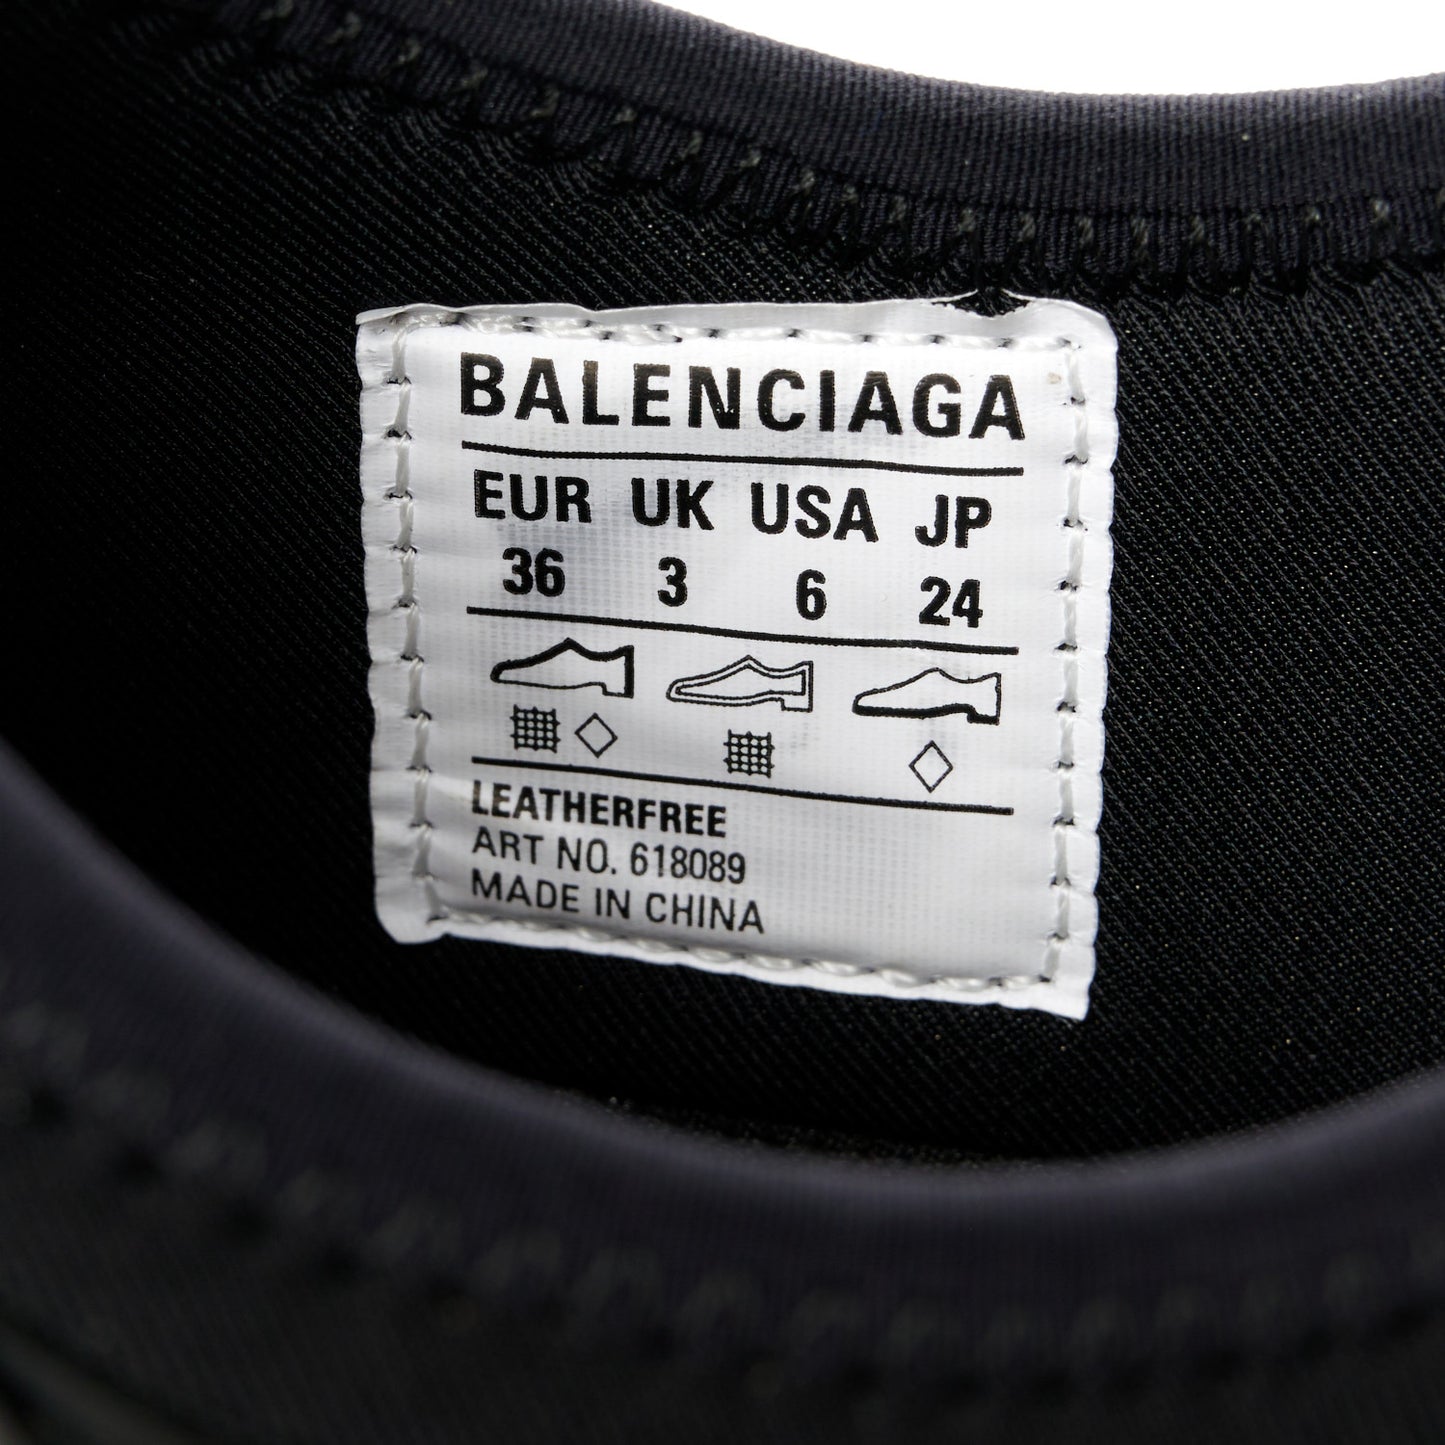 BALENCIAGA
EUR UK USA JP
36 3 6 24
LEATHERFREE
ART NO. 618089
MADE IN CHINA